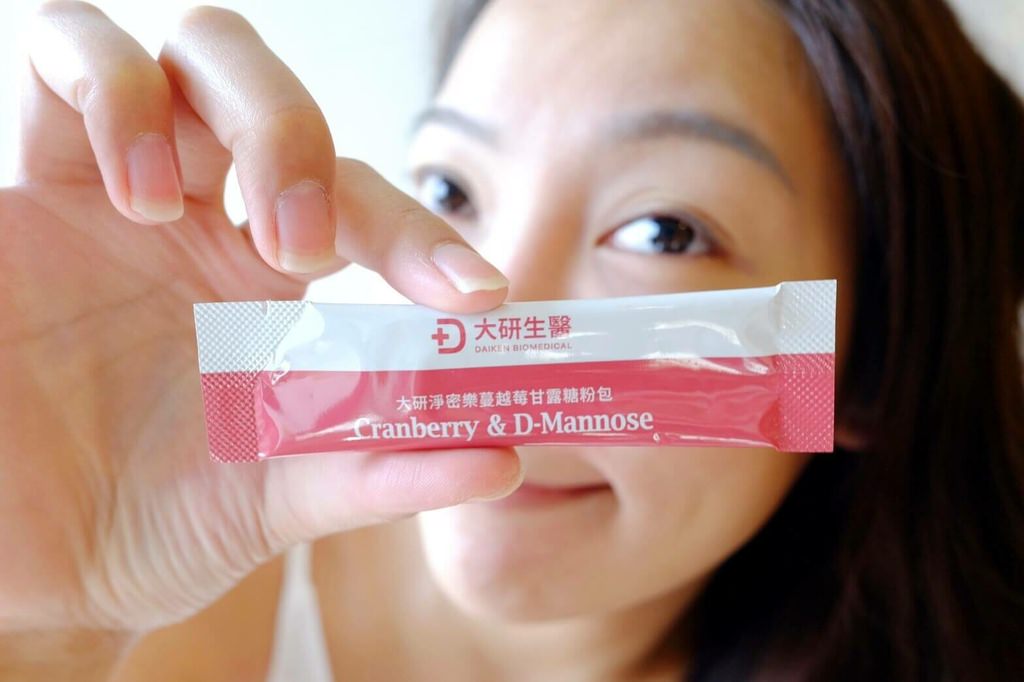 大研生醫
DAIKEN BIOMEDICAL
大研淨密樂蔓越莓甘露糖粉包
Cranberry & D-Mannose